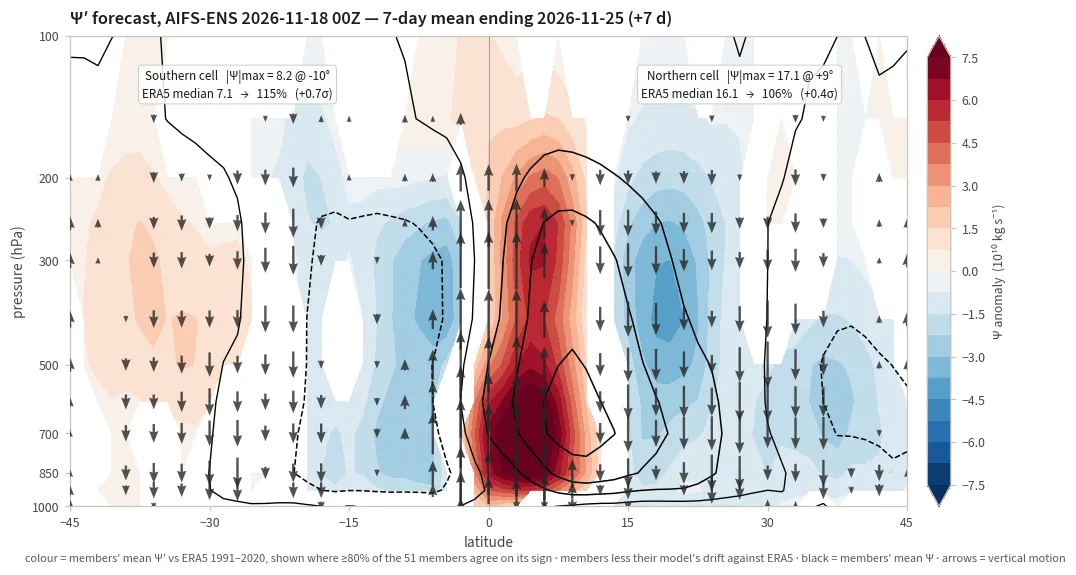 Ψ′ forecast, AIFS-ENS 2026-11-18 00Z — 7-day mean ending 2026-11-25 (+7 d)
Southern cell |Ψ|max = 8.2 @ -10°
ERA5 median 7.1 → 115% (+0.7σ)
Northern cell |Ψ|max = 17.1 @ +9°
ERA5 median 16.1 → 106% (+0.4σ)
pressure (hPa)
100
200
300
400
500
700
850
1000
−45
−30
−15
0
15
30
45
latitude
7.5
6.0
4.5
3.0
1.5
0.0
−1.5
−3.0
−4.5
−6.0
−7.5
Ψ anomaly (10¹⁰ kg s⁻¹)
colour = members' mean Ψ′ vs ERA5 1991–2020, shown where ≥80% of the 51 members agree on its sign · members less their model's drift against ERA5 · black = members' mean Ψ · arrows = vertical motion